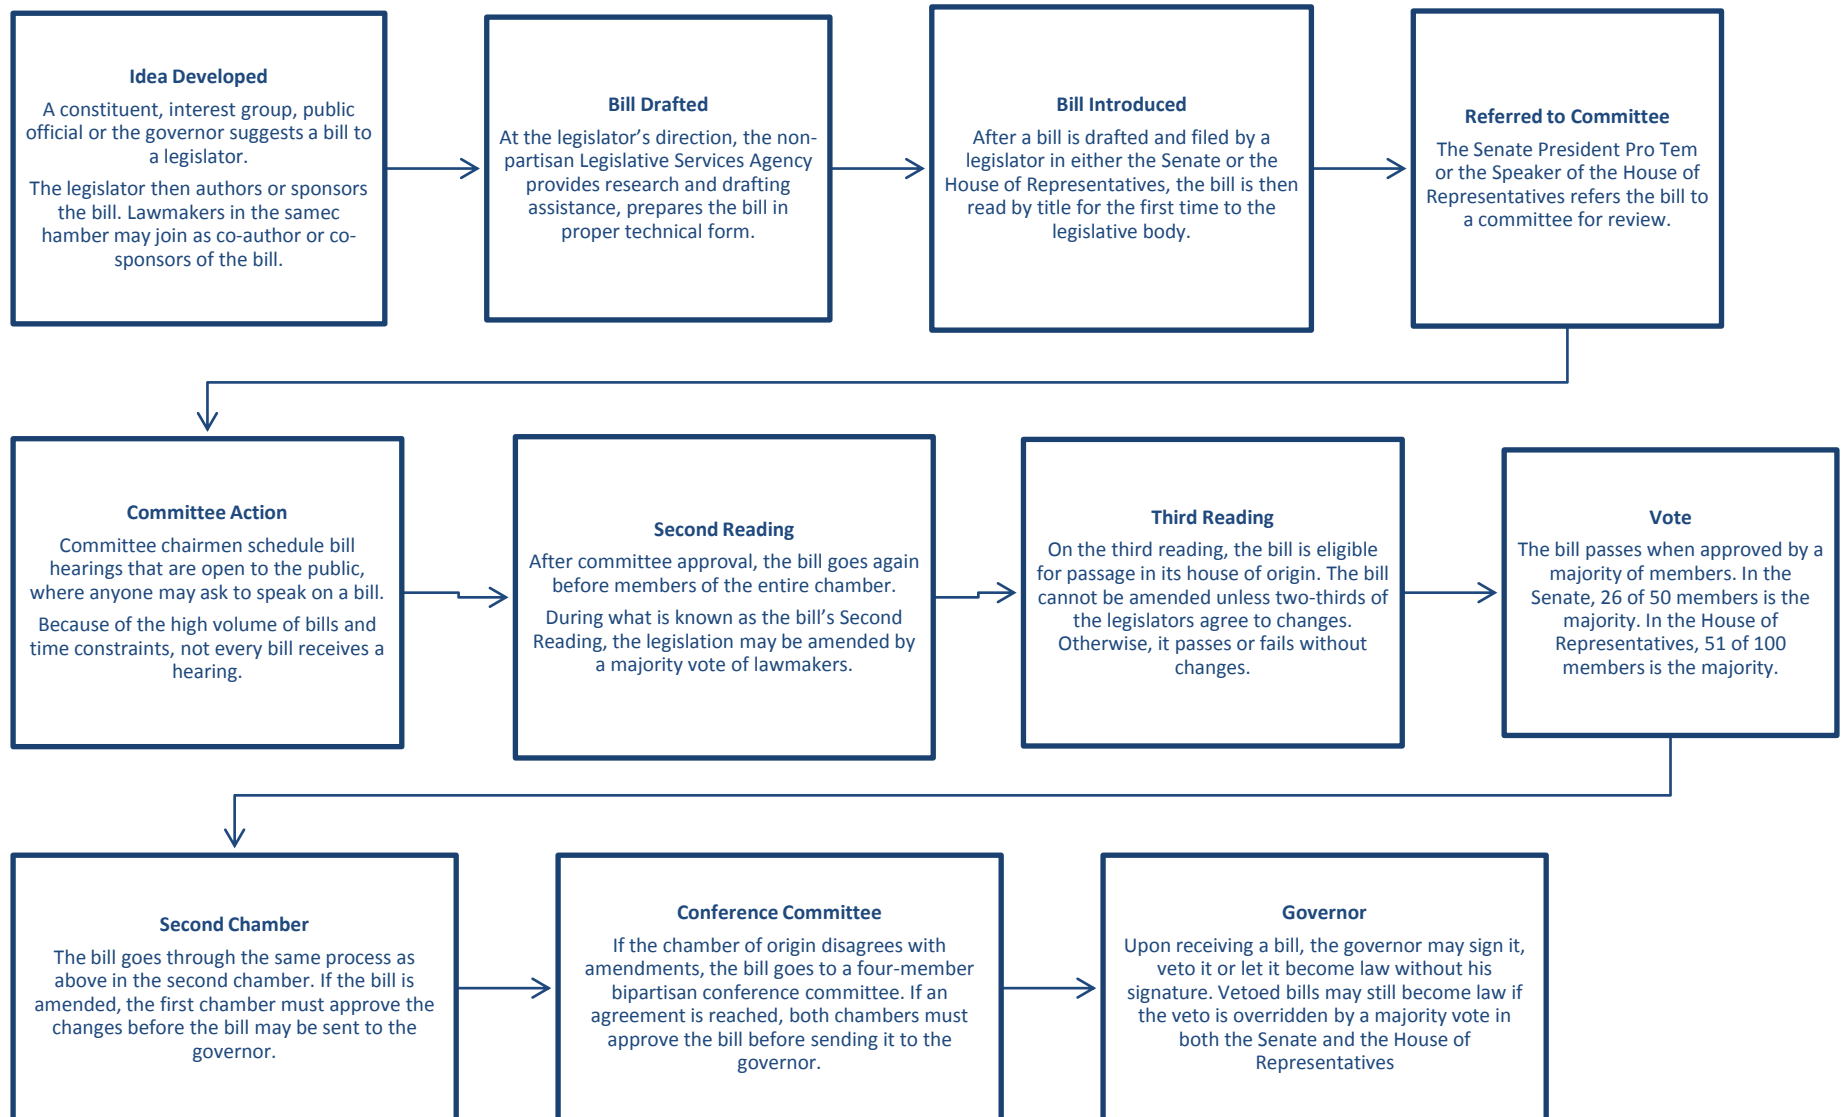 Idea Developed
A constituent, interest group, public
official or the governor suggests a bill to
a legislator.
The legislator then authors or sponsors
the bill. Lawmakers in the samec
hamber may join as co-author or co-
sponsors of the bill.
Bill Drafted
At the legislator’s direction, the non-
partisan Legislative Services Agency
provides research and drafting
assistance, prepares the bill in
proper technical form.
Bill Introduced
After a bill is drafted and filed by a
legislator in either the Senate or the
House of Representatives, the bill is then
read by title for the first time to the
legislative body.
Referred to Committee
The Senate President Pro Tem
or the Speaker of the House of
Representatives refers the bill to
a committee for review.
Committee Action
Committee chairmen schedule bill
hearings that are open to the public,
where anyone may ask to speak on a bill.
Because of the high volume of bills and
time constraints, not every bill receives a
hearing.
Second Reading
After committee approval, the bill goes again
before members of the entire chamber.
During what is known as the bill’s Second
Reading, the legislation may be amended by
a majority vote of lawmakers.
Third Reading
On the third reading, the bill is eligible
for passage in its house of origin. The bill
cannot be amended unless two-thirds of
the legislators agree to changes.
Otherwise, it passes or fails without
changes.
Vote
The bill passes when approved by a
majority of members. In the
Senate, 26 of 50 members is the
majority. In the House of
Representatives, 51 of 100
members is the majority.
Second Chamber
The bill goes through the same process as
above in the second chamber. If the bill is
amended, the first chamber must approve the
changes before the bill may be sent to the
governor.
Conference Committee
If the chamber of origin disagrees with
amendments, the bill goes to a four-member
bipartisan conference committee. If an
agreement is reached, both chambers must
approve the bill before sending it to the
governor.
Governor
Upon receiving a bill, the governor may sign it,
veto it or let it become law without his
signature. Vetoed bills may still become law if
the veto is overridden by a majority vote in
both the Senate and the House of
Representatives